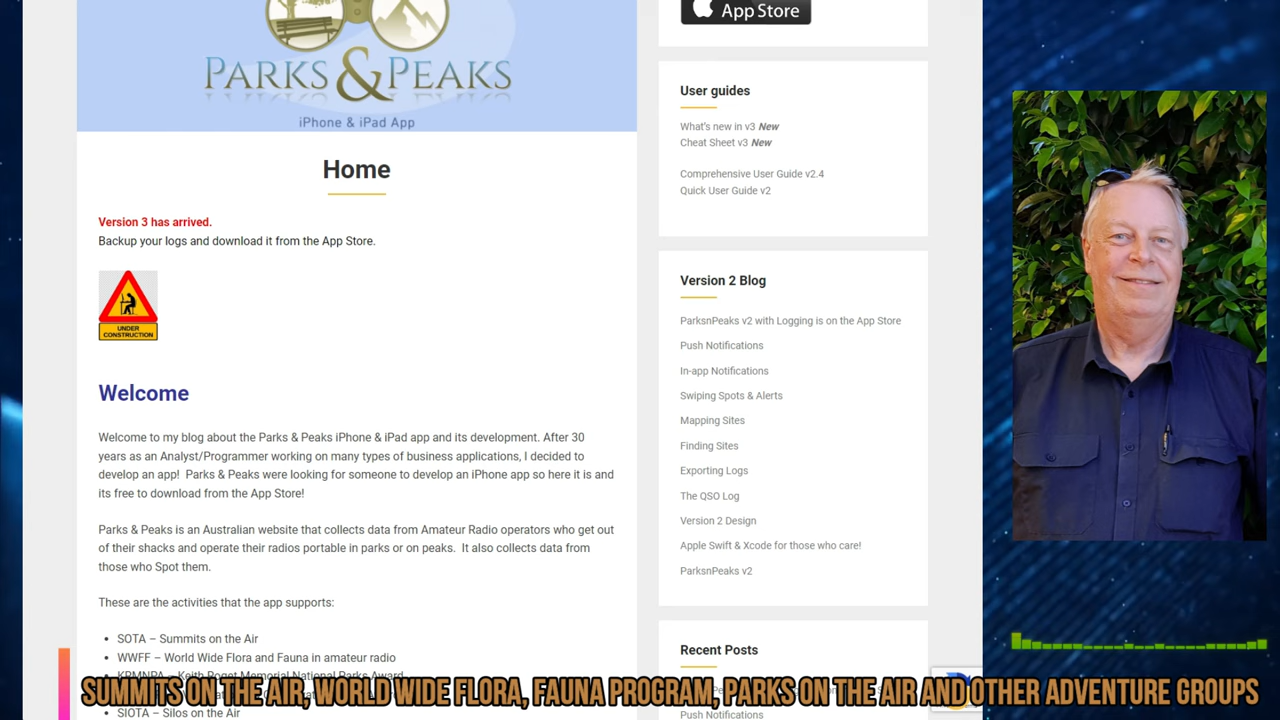 PARKS & PEAKS
iPhone & iPad App
Home
Version 3 has arrived.
Backup your logs and download it from the App Store.
UNDER
CONSTRUCTION
Welcome
Welcome to my blog about the Parks & Peaks iPhone & iPad app and its development. After 30
years as an Analyst/Programmer working on many types of business applications, I decided to
develop an app! Parks & Peaks were looking for someone to develop an iPhone app so here it is and
its free to download from the App Store!
Parks & Peaks is an Australian website that collects data from Amateur Radio operators who get out
of their shacks and operate their radios portable in parks or on peaks. It also collects data from
those who Spot them.
These are the activities that the app supports:
SOTA – Summits on the Air
WWFF – World Wide Flora and Fauna in amateur radio
KRMNPA – Keith Roget Memorial National Parks Award
SIOTA – Silos on the Air
App Store
User guides
What's new in v3 New
Cheat Sheet v3 New
Comprehensive User Guide v2.4
Quick User Guide v2
Version 2 Blog
ParksnPeaks v2 with Logging is on the App Store
Push Notifications
In-app Notifications
Swiping Spots & Alerts
Mapping Sites
Finding Sites
Exporting Logs
The QSO Log
Version 2 Design
Apple Swift & Xcode for those who care!
ParksnPeaks v2
Recent Posts
Push Notifications
SUMMITS ON THE AIR, WORLD WIDE FLORA, FAUNA PROGRAM, PARKS ON THE AIR AND OTHER ADVENTURE GROUPS